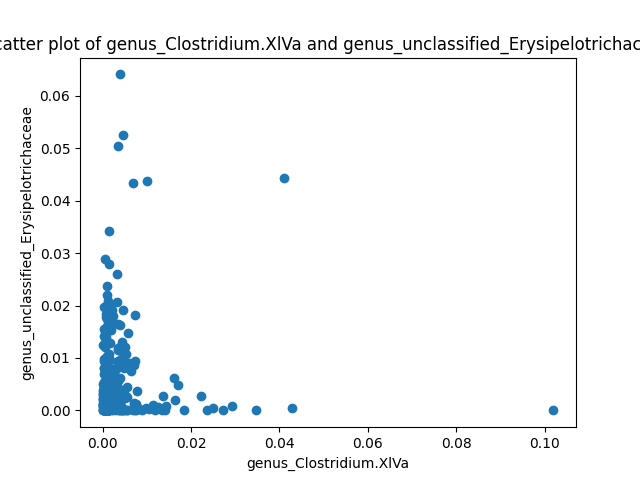 catter plot of genus_Clostridium.XlVa and genus_unclassified_Erysipelotrichac
genus_unclassified_Erysipelotrichaceae
0.06
0.05
0.04
0.03
0.02
0.01
0.00
0.00 0.02 0.04 0.06 0.08 0.10
genus_Clostridium.XlVa